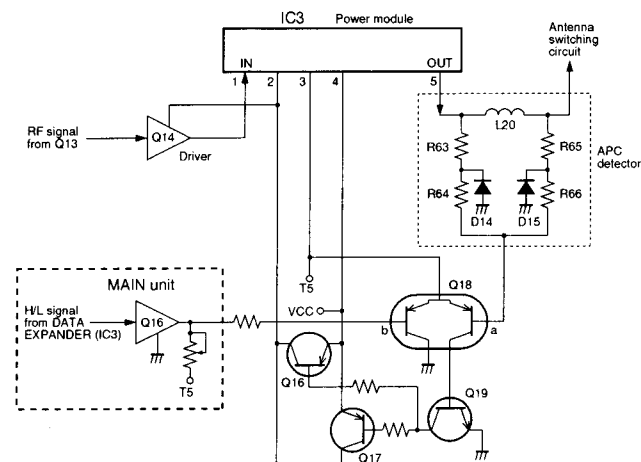 IC3 Power module
IN
OUT
1 2 3 4 5
Antenna
switching
circuit
RF signal
from Q13
Q14
Driver
L20
R63
R65
R64
R66
D14
D15
APC
detector
T5
VCC
Q18
b
a
MAIN unit
H/L signal
from DATA
EXPANDER (IC3)
Q16
T5
Q16
Q19
Q17